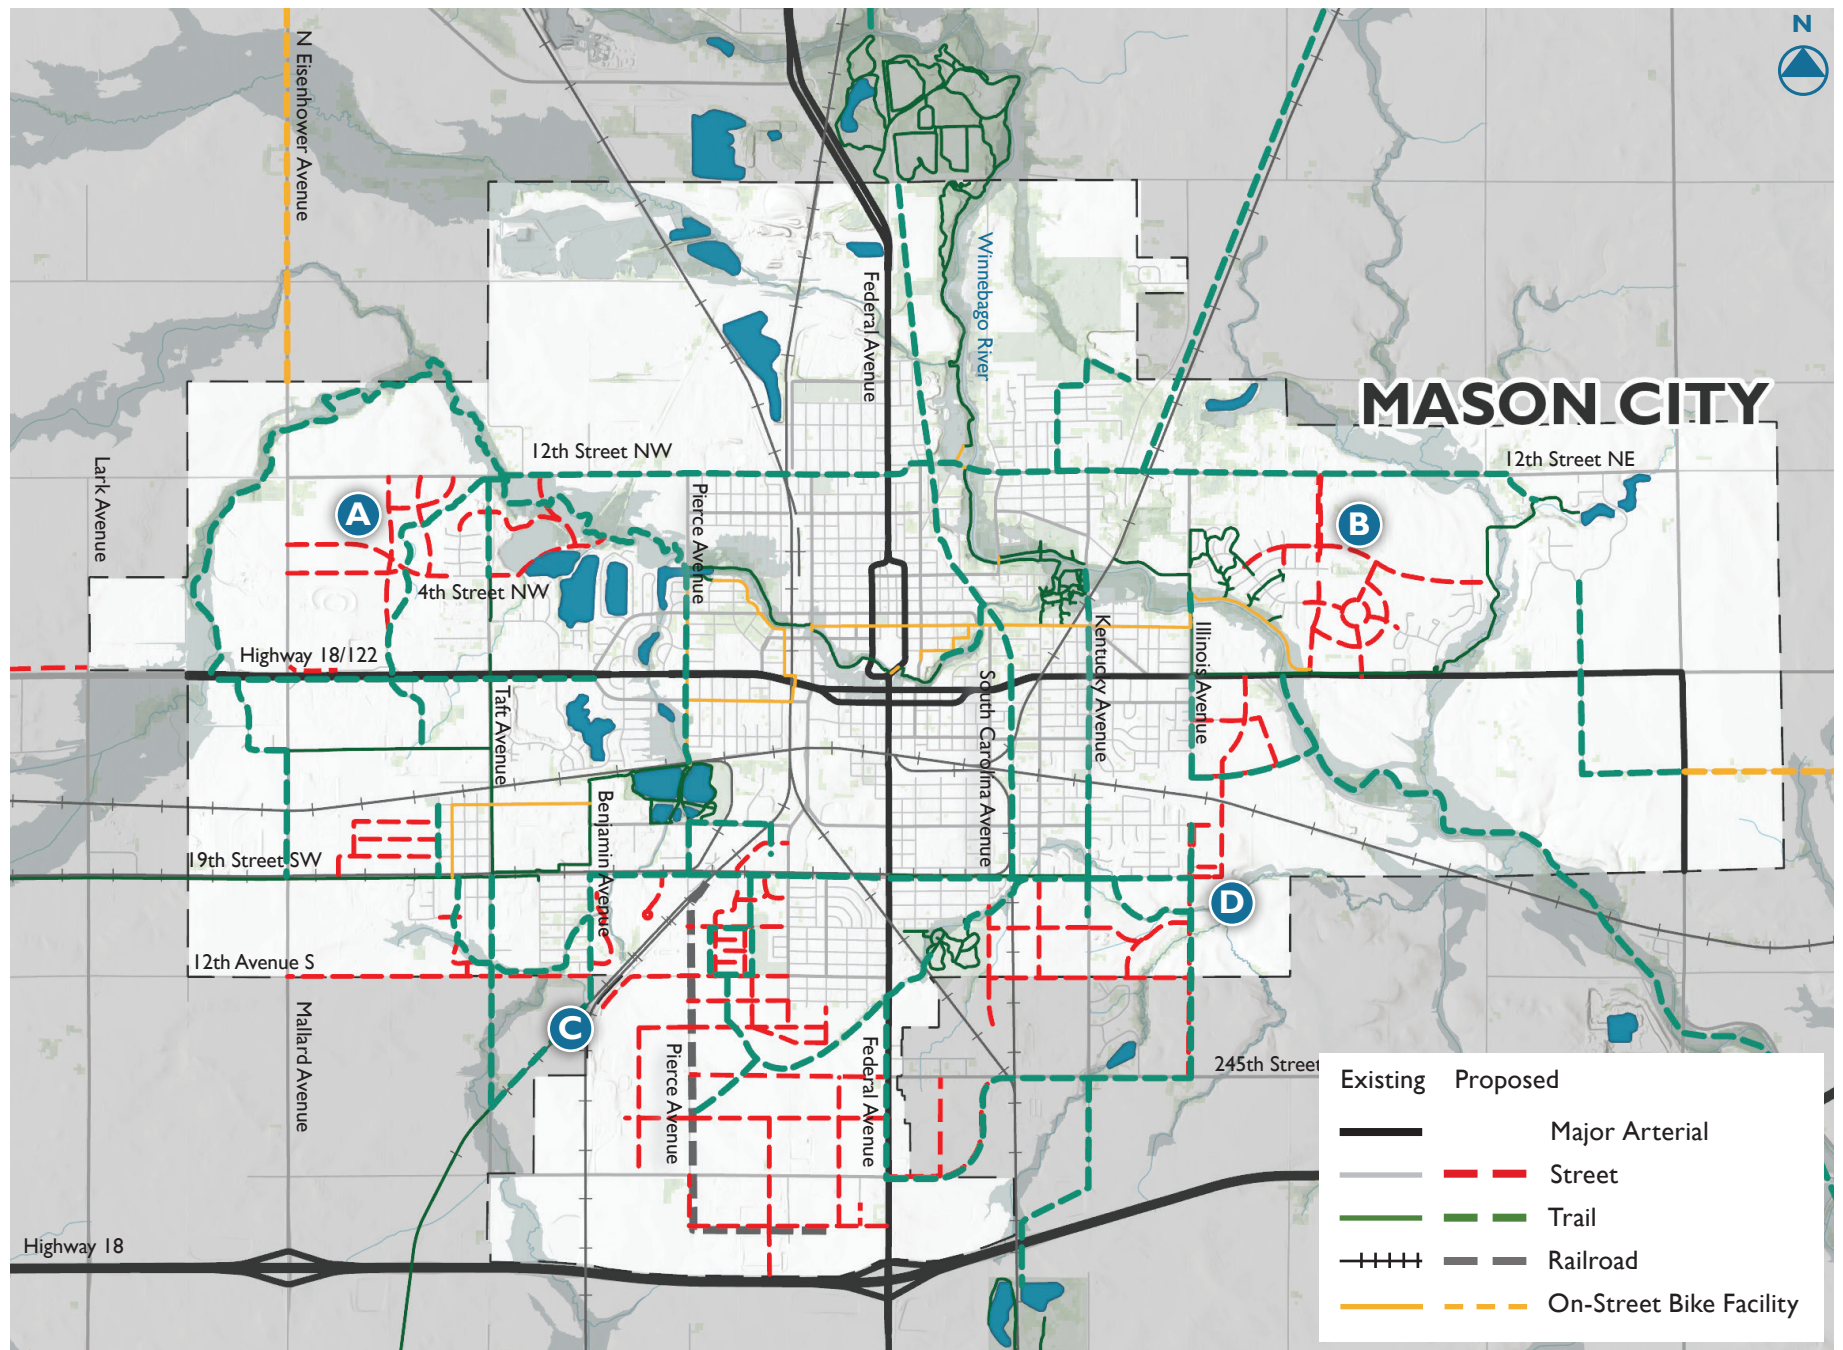 N
N Eisenhower Avenue
Winnebago River
Federal Avenue
MASON CITY
12th Street NW
12th Street NE
Lark Avenue
Pierce Avenue
A
B
4th Street NW
Highway 18/122
Kentucky Avenue
Illinois Avenue
South Carolina Avenue
Taft Avenue
Benjamin Avenue
19th Street SW
D
12th Avenue S
Mallard Avenue
C
Pierce Avenue
Federal Avenue
245th Street
Highway 18
Existing Proposed
Major Arterial
Street
Trail
Railroad
On-Street Bike Facility